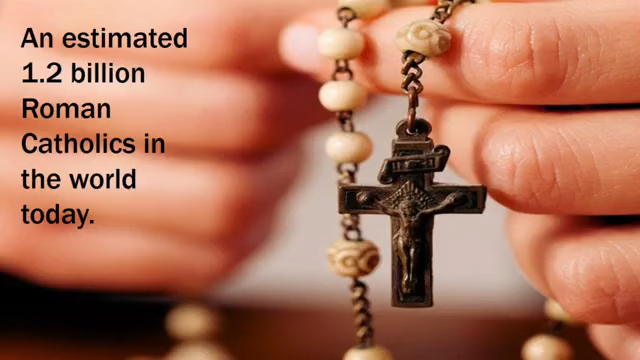 An estimated
1.2 billion
Roman
Catholics in
the world
today.